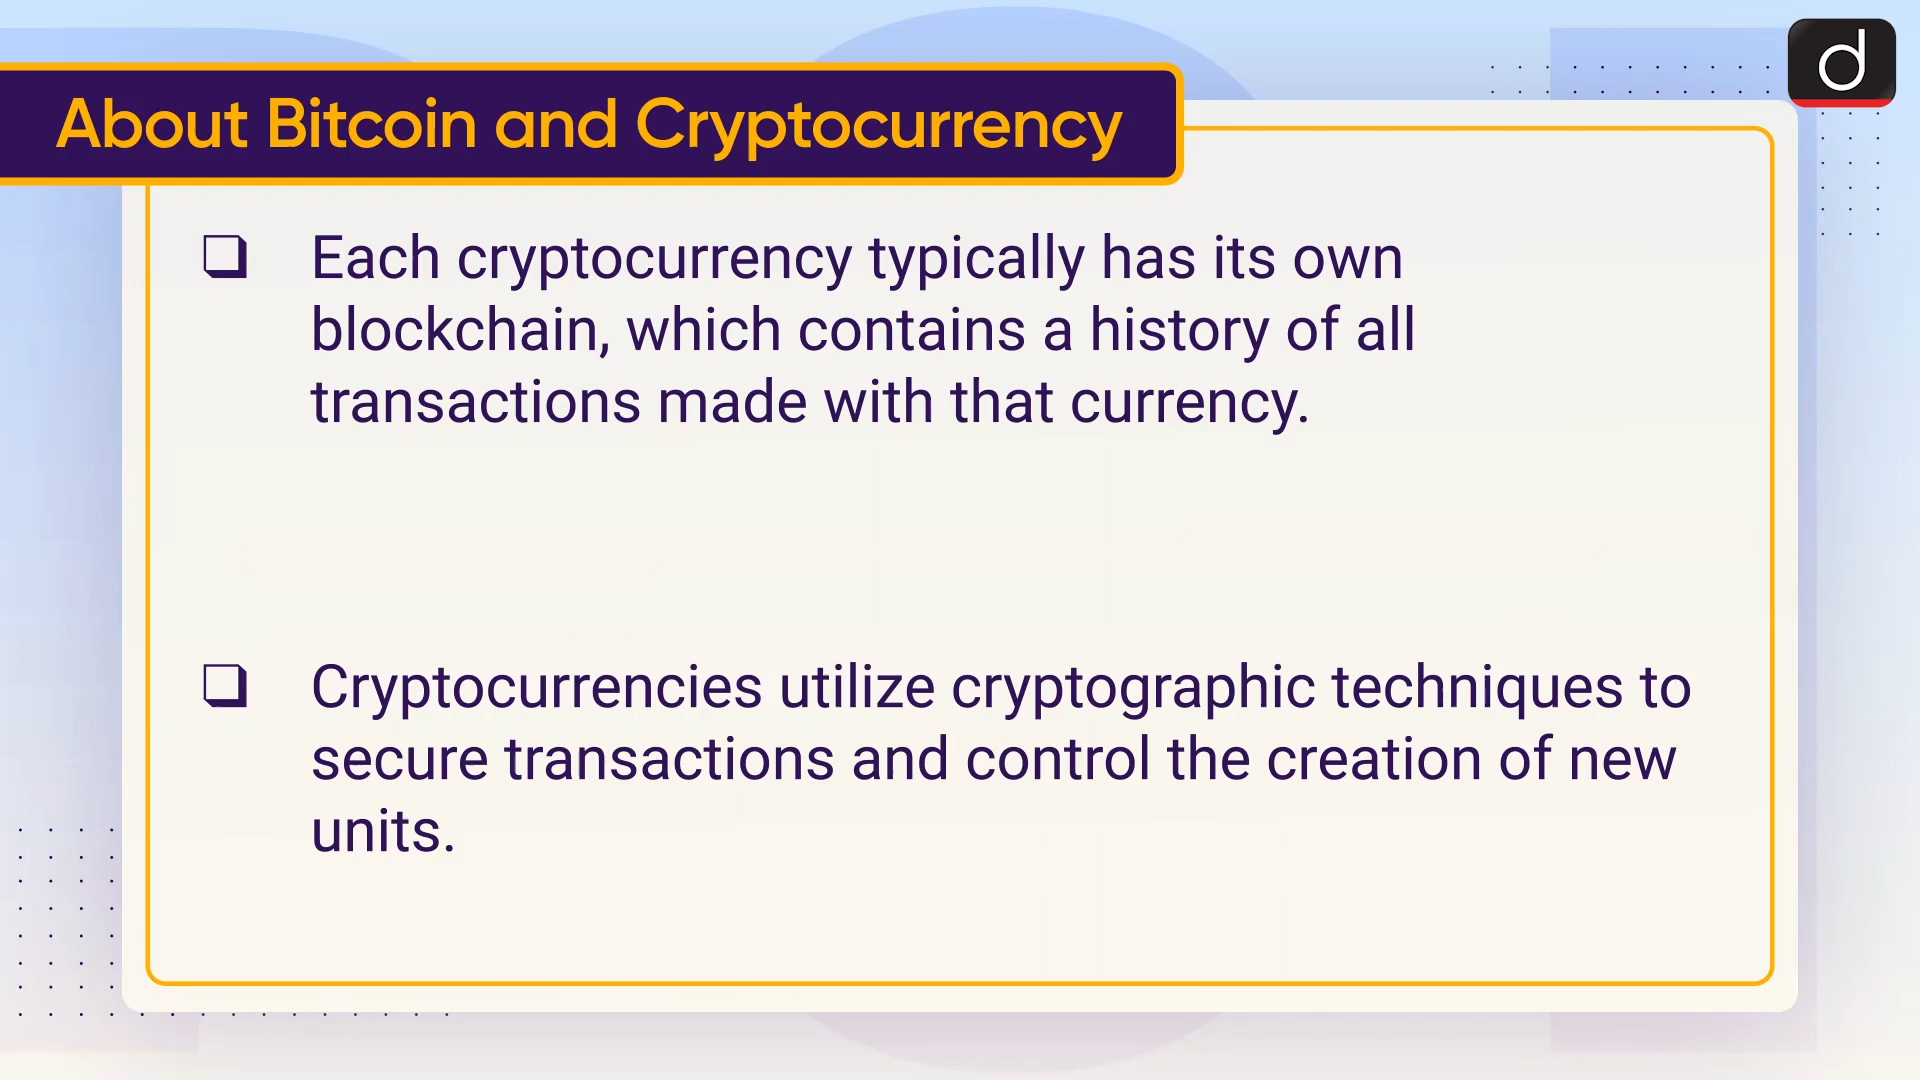 About Bitcoin and Cryptocurrency
d
❑ Each cryptocurrency typically has its own
blockchain, which contains a history of all
transactions made with that currency.
❑ Cryptocurrencies utilize cryptographic techniques to
secure transactions and control the creation of new
units.